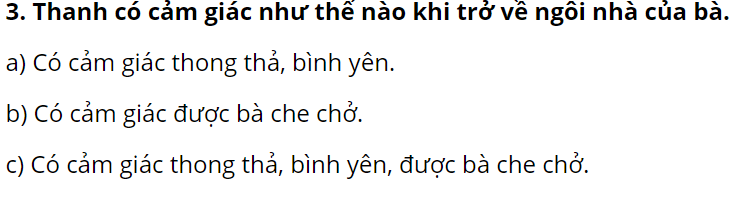 3. Thanh có cảm giác như thế nào khi trở về ngôi nhà của bà.
a) Có cảm giác thong thả, bình yên.
b) Có cảm giác được bà che chở.
c) Có cảm giác thong thả, bình yên, được bà che chở.